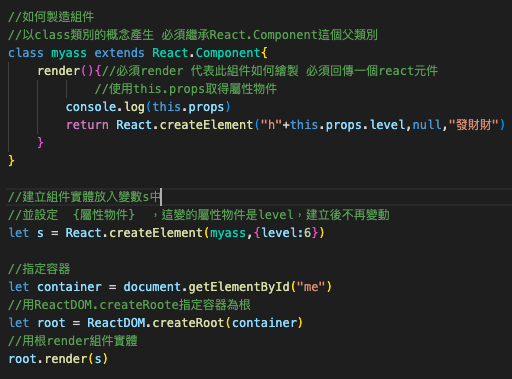 //如何製造組件
//以class類別的概念產生 必須繼承React.Component這個父類別
class myass extends React.Component{
render(){//必須render 代表此組件如何繪製 必須回傳一個react元件
//使用this.props取得屬性物件
console.log(this.props)
return React.createElement("h"+this.props.level,null,"發財財")
}
}
//建立組件實體放入變數s中
//並設定 {屬性物件} ，這變的屬性物件是level，建立後不再變動
let s = React.createElement(myass,{level:6})
//指定容器
let container = document.getElementById("me")
//用ReactDOM.createRoote指定容器為根
let root = ReactDOM.createRoot(container)
//用根render組件實體
root.render(s)